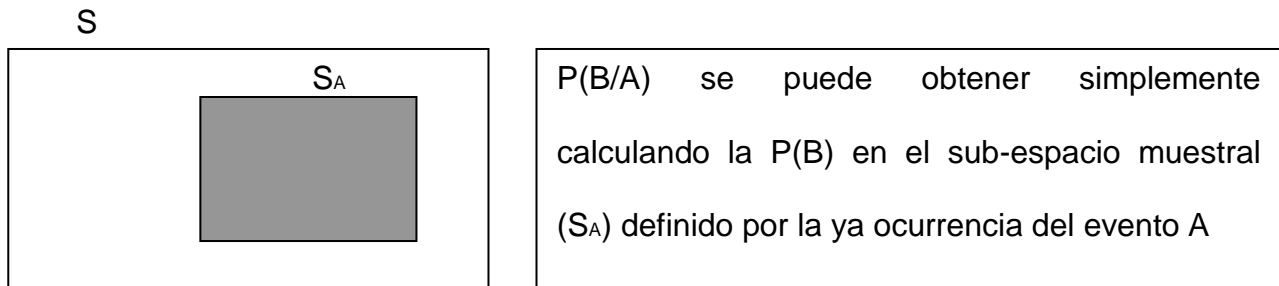 S
SA
P(B/A) se puede obtener simplemente
calculando la P(B) en el sub-espacio muestral
(SA) definido por la ya ocurrencia del evento A